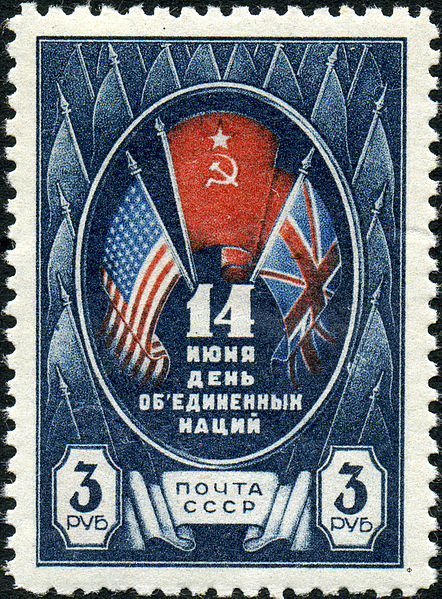 14
ИЮНЯ
ДЕНЬ
ОБ'ЕДИНЕННЫХ
НАЦИЙ
3
РУБ
ПОЧТА
СССР
3
РУБ